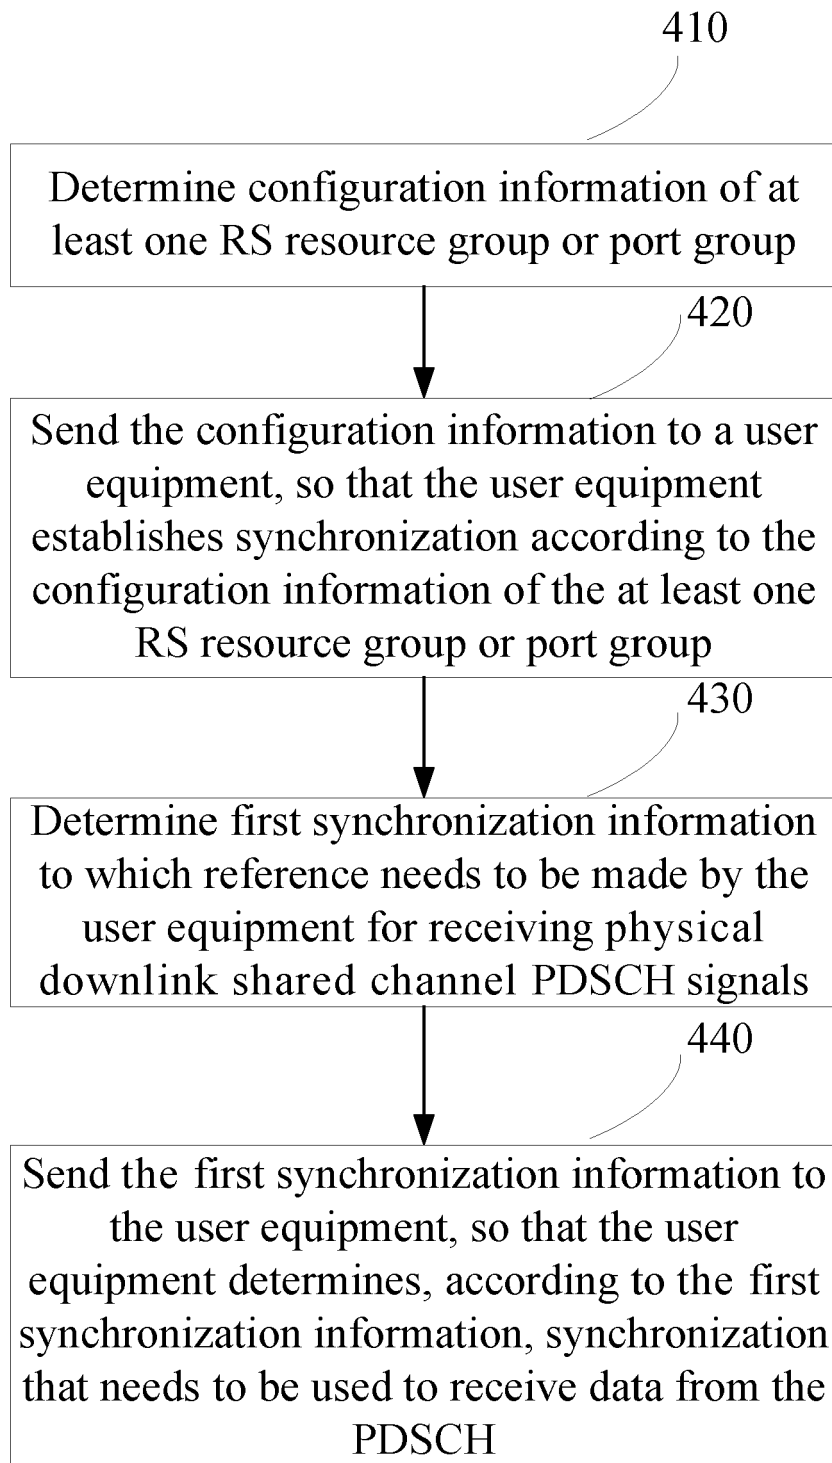 410
Determine configuration information of at
least one RS resource group or port group
420
Send the configuration information to a user
equipment, so that the user equipment
establishes synchronization according to the
configuration information of the at least one
RS resource group or port group
430
Determine first synchronization information
to which reference needs to be made by the
user equipment for receiving physical
downlink shared channel PDSCH signals
440
Send the first synchronization information to
the user equipment, so that the user
equipment determines, according to the first
synchronization information, synchronization
that needs to be used to receive data from the
PDSCH